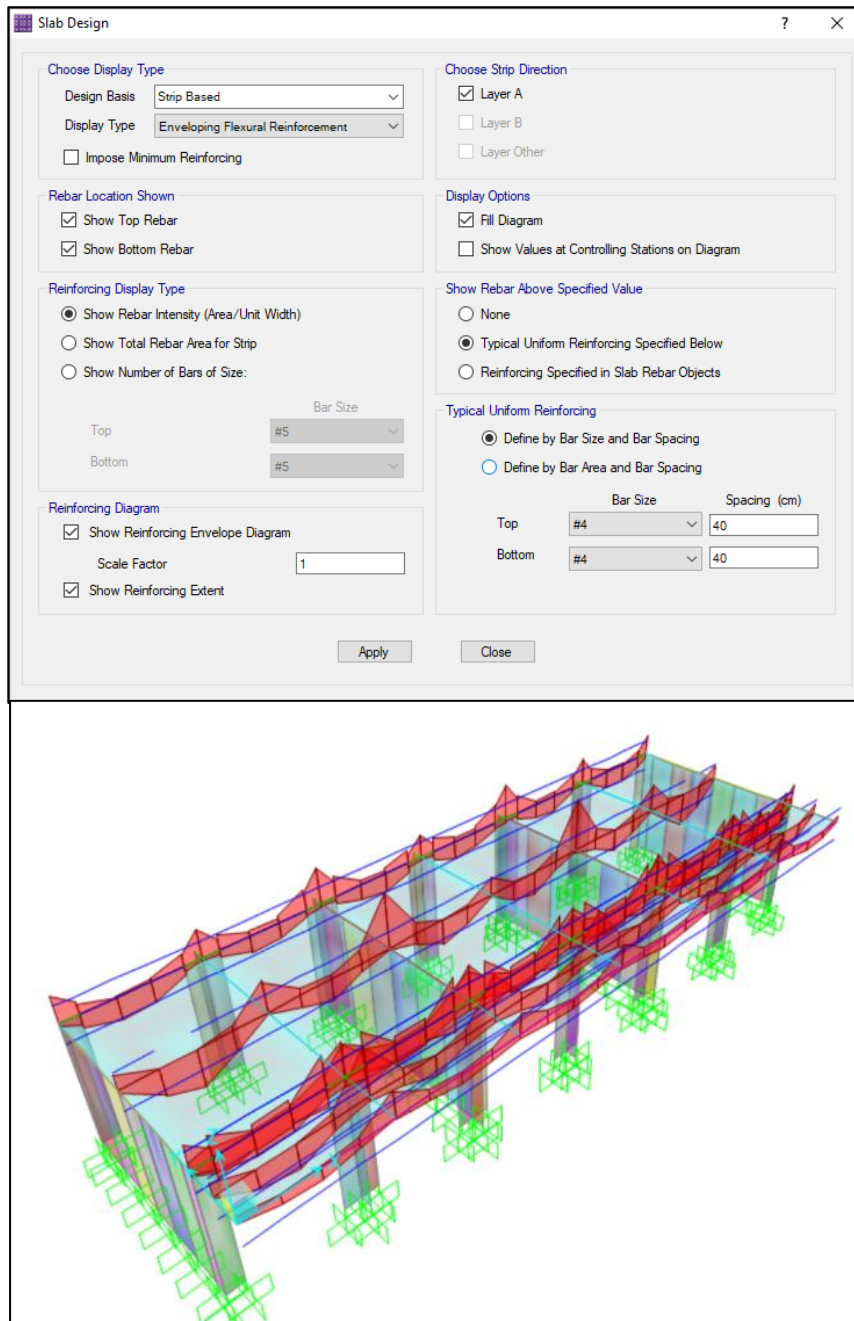 Slab Design
?
Choose Display Type
Design Basis Strip Based
Display Type Enveloping Flexural Reinforcement
Impose Minimum Reinforcing
Rebar Location Shown
Show Top Rebar
Show Bottom Rebar
Reinforcing Display Type
Show Rebar Intensity (Area/Unit Width)
Show Total Rebar Area for Strip
Show Number of Bars of Size:
Bar Size
Top #5
Bottom #5
Reinforcing Diagram
Show Reinforcing Envelope Diagram
Scale Factor 1
Show Reinforcing Extent
Choose Strip Direction
Layer A
Layer B
Layer Other
Display Options
Fill Diagram
Show Values at Controlling Stations on Diagram
Show Rebar Above Specified Value
None
Typical Uniform Reinforcing Specified Below
Reinforcing Specified in Slab Rebar Objects
Typical Uniform Reinforcing
Define by Bar Size and Bar Spacing
Define by Bar Area and Bar Spacing
Bar Size Spacing (cm)
Top #4 40
Bottom #4 40
Apply Close